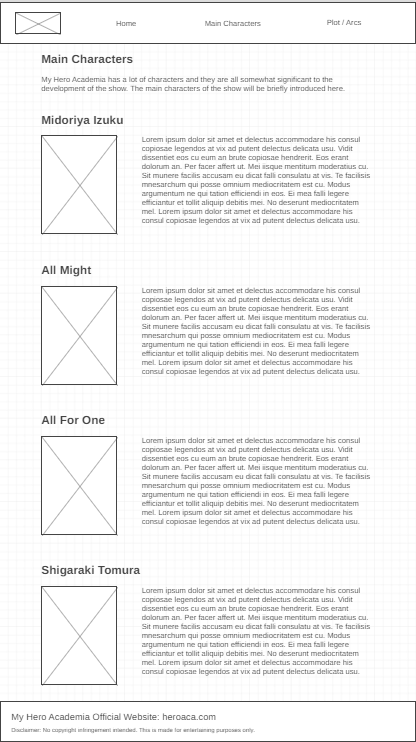 Home Main Characters Plot / Arcs
Main Characters
My Hero Academia has a lot of characters and they are all somewhat significant to the
development of the show. The main characters of the show will be briefly introduced here.
Midoriya Izuku
Lorem ipsum dolor sit amet et delectus accommodare his consul
copiosae legendos at vix ad putent delectus delicata usu. Vidit
dissentiet eos cu eum an brute copiosae hendrerit. Eos erant
dolorum an. Per facer affert ut. Mei iisque mentitum moderatius cu.
Sit munere facilis accusam eu dicat falli consulatu at vis. Te facilisis
mnesarchum qui posse omnium mediocritatem est cu. Modus
argumentum ne qui tation efficiendi in eos. Ei mea falli legere
efficiantur et tollit aliquip debitis mei. No deserunt mediocritatem
mel. Lorem ipsum dolor sit amet et delectus accommodare his
consul copiosae legendos at vix ad putent delectus delicata usu.
All Might
Lorem ipsum dolor sit amet et delectus accommodare his consul
copiosae legendos at vix ad putent delectus delicata usu. Vidit
dissentiet eos cu eum an brute copiosae hendrerit. Eos erant
dolorum an. Per facer affert ut. Mei iisque mentitum moderatius cu.
Sit munere facilis accusam eu dicat falli consulatu at vis. Te facilisis
mnesarchum qui posse omnium mediocritatem est cu. Modus
argumentum ne qui tation efficiendi in eos. Ei mea falli legere
efficiantur et tollit aliquip debitis mei. No deserunt mediocritatem
mel. Lorem ipsum dolor sit amet et delectus accommodare his
consul copiosae legendos at vix ad putent delectus delicata usu.
All For One
Lorem ipsum dolor sit amet et delectus accommodare his consul
copiosae legendos at vix ad putent delectus delicata usu. Vidit
dissentiet eos cu eum an brute copiosae hendrerit. Eos erant
dolorum an. Per facer affert ut. Mei iisque mentitum moderatius cu.
Sit munere facilis accusam eu dicat falli consulatu at vis. Te facilisis
mnesarchum qui posse omnium mediocritatem est cu. Modus
argumentum ne qui tation efficiendi in eos. Ei mea falli legere
efficiantur et tollit aliquip debitis mei. No deserunt mediocritatem
mel. Lorem ipsum dolor sit amet et delectus accommodare his
consul copiosae legendos at vix ad putent delectus delicata usu.
Shigaraki Tomura
Lorem ipsum dolor sit amet et delectus accommodare his consul
copiosae legendos at vix ad putent delectus delicata usu. Vidit
dissentiet eos cu eum an brute copiosae hendrerit. Eos erant
dolorum an. Per facer affert ut. Mei iisque mentitum moderatius cu.
Sit munere facilis accusam eu dicat falli consulatu at vis. Te facilisis
mnesarchum qui posse omnium mediocritatem est cu. Modus
argumentum ne qui tation efficiendi in eos. Ei mea falli legere
efficiantur et tollit aliquip debitis mei. No deserunt mediocritatem
mel. Lorem ipsum dolor sit amet et delectus accommodare his
consul copiosae legendos at vix ad putent delectus delicata usu.
My Hero Academia Official Website: heroaca.com
Disclaimer: No copyright infringement intended. This is made for entertaining purposes only.